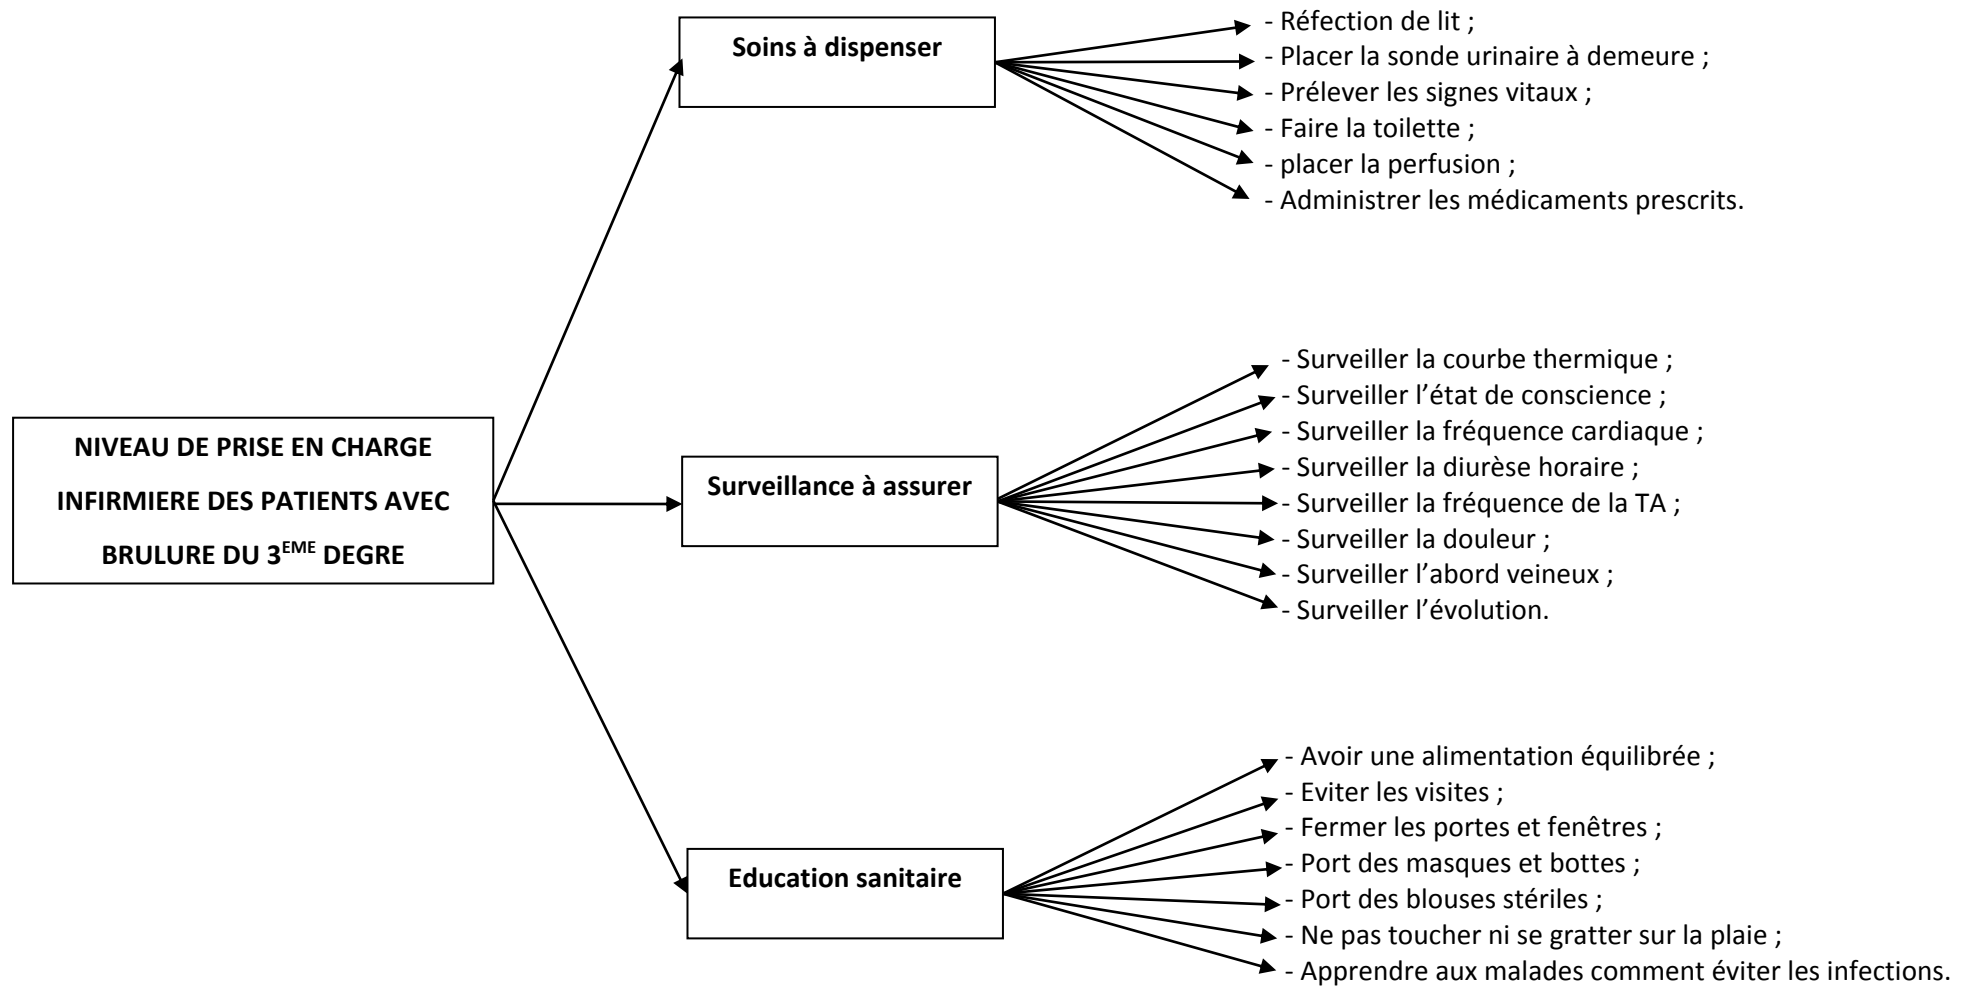 Soins à dispenser
- Réfection de lit ;
- Placer la sonde urinaire à demeure ;
- Prélever les signes vitaux ;
- Faire la toilette ;
- placer la perfusion ;
- Administrer les médicaments prescrits.
NIVEAU DE PRISE EN CHARGE
INFIRMIERE DES PATIENTS AVEC
BRULURE DU 3EME DEGRE
Surveillance à assurer
- Surveiller la courbe thermique ;
- Surveiller l’état de conscience ;
- Surveiller la fréquence cardiaque ;
- Surveiller la diurèse horaire ;
- Surveiller la fréquence de la TA ;
- Surveiller la douleur ;
- Surveiller l’abord veineux ;
- Surveiller l’évolution.
Education sanitaire
- Avoir une alimentation équilibrée ;
- Eviter les visites ;
- Fermer les portes et fenêtres ;
- Port des masques et bottes ;
- Port des blouses stériles ;
- Ne pas toucher ni se gratter sur la plaie ;
- Apprendre aux malades comment éviter les infections.